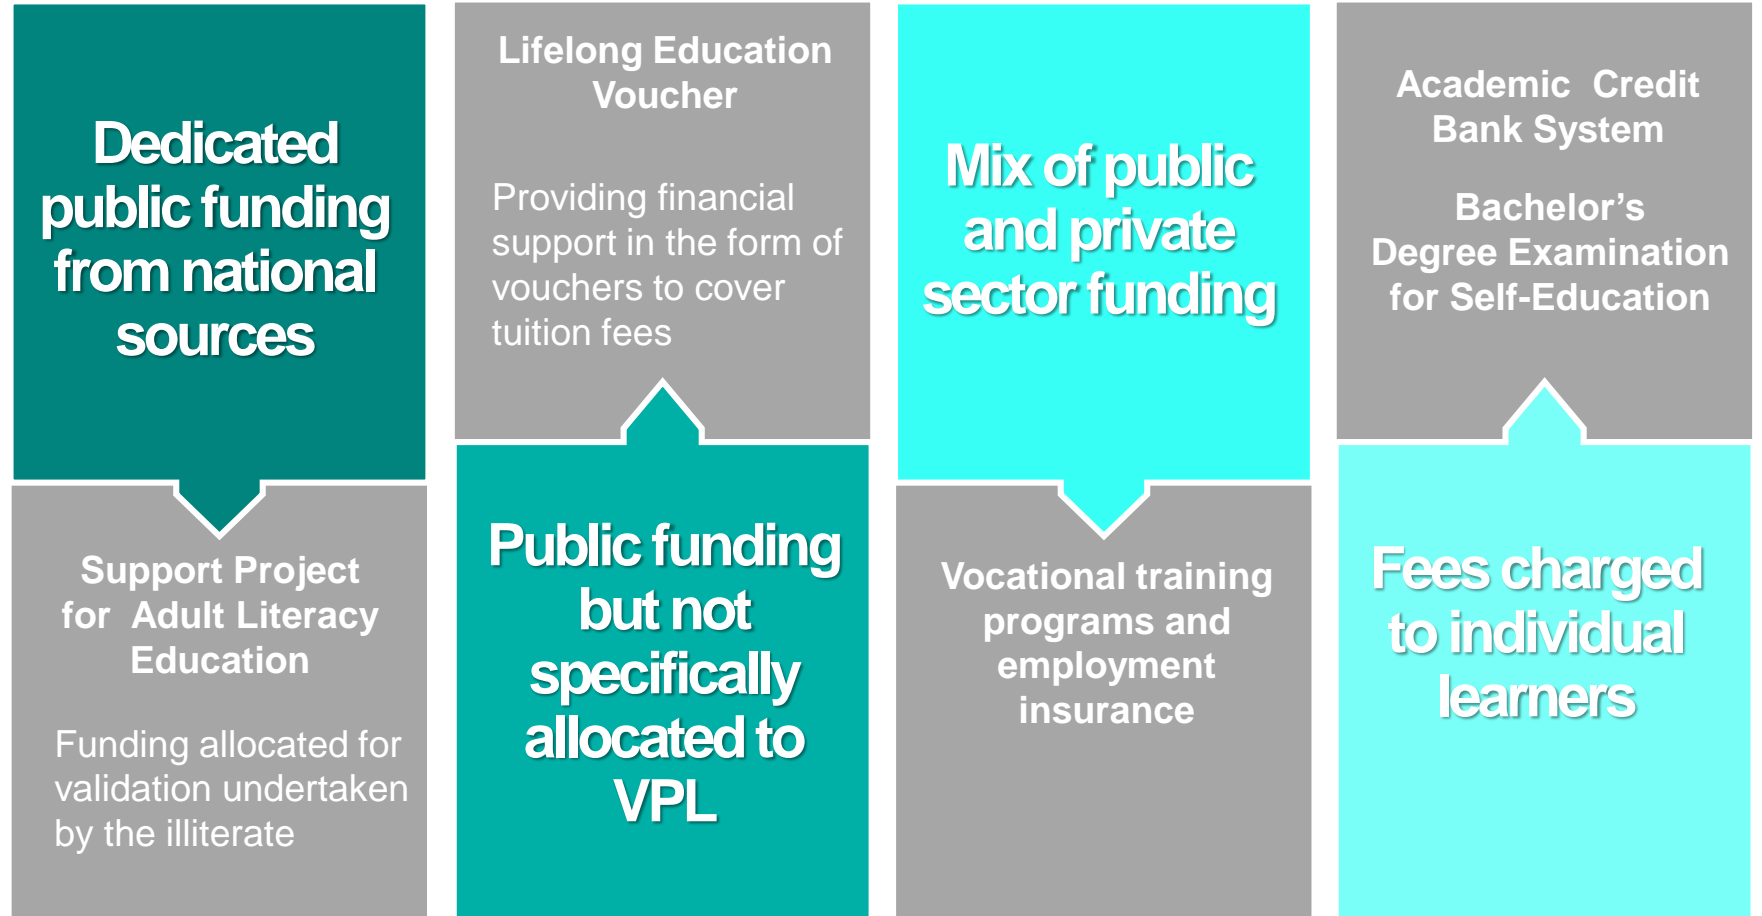 Dedicated
public funding
from national
sources
Support Project
for Adult Literacy
Education
Funding allocated for
validation undertaken
by the illiterate
Lifelong Education
Voucher
Providing financial
support in the form of
vouchers to cover
tuition fees
Public funding
but not
specifically
allocated to
VPL
Mix of public
and private
sector funding
Vocational training
programs and
employment
insurance
Academic Credit
Bank System
Bachelor’s
Degree Examination
for Self-Education
Fees charged
to individual
learners